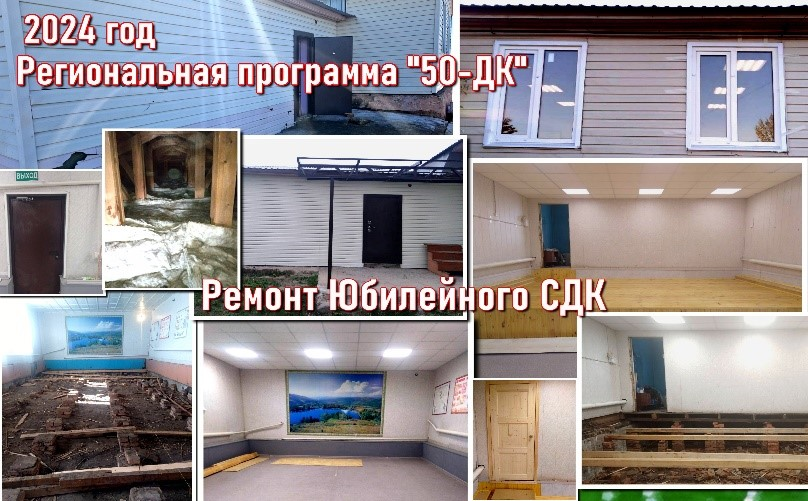 2024 год
Региональная программа "50-ДК"
ВЫХОД
Ремонт Юбилейного СДК